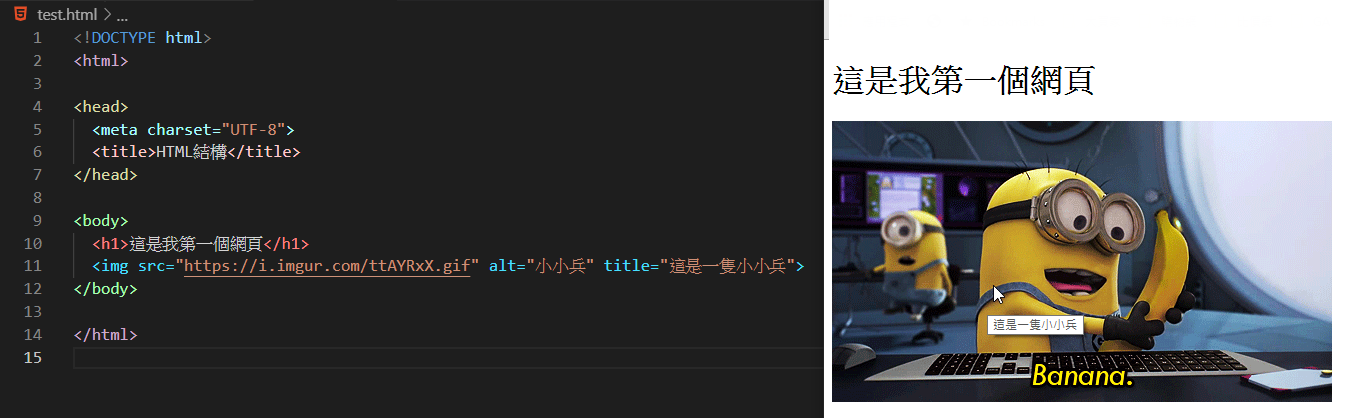 test.html > ...
1 <!DOCTYPE html>
2 <html>
3
4 <head>
5 <meta charset="UTF-8">
6 <title>HTML結構</title>
7 </head>
8
9 <body>
10 <h1>這是我第一個網頁</h1>
11 <img src="https://i.imgur.com/ttAYRxX.gif" alt="小小兵" title="這是一隻小小兵">
12 </body>
13
14 </html>
15
這是我第一個網頁
這是一隻小小兵
Banana.